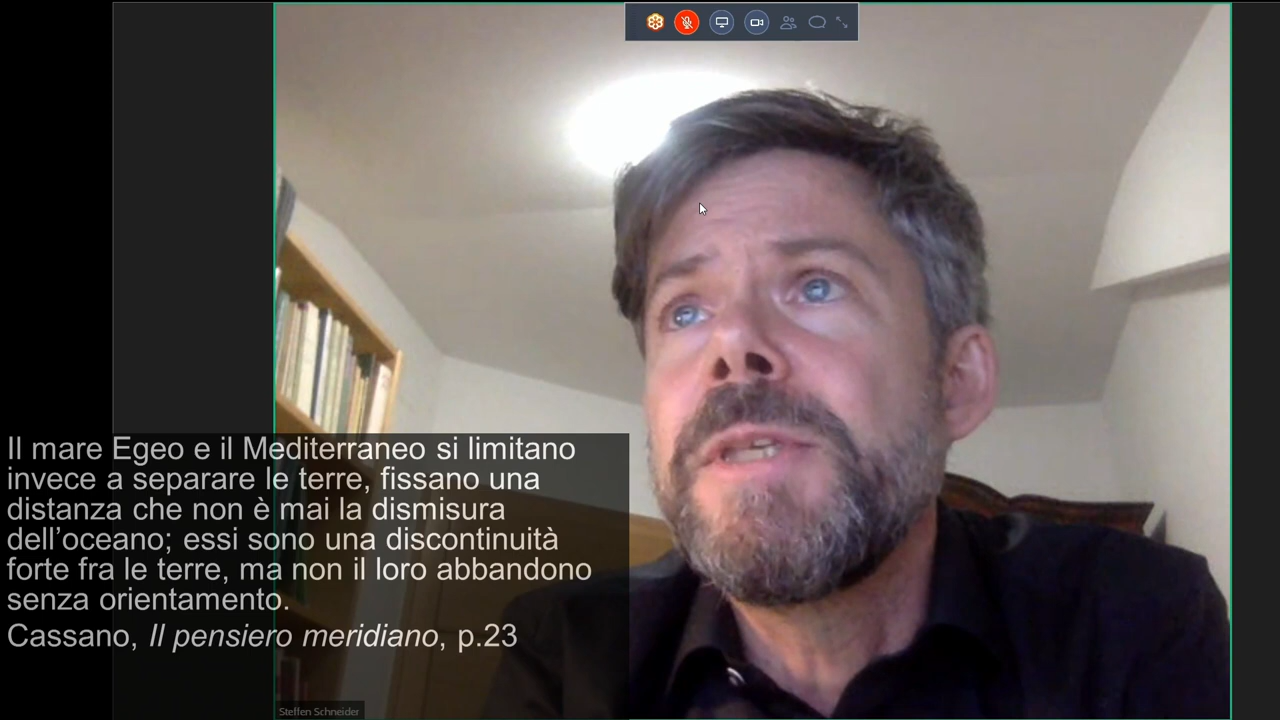 Il mare Egeo e il Mediterraneo si limitano
invece a separare le terre, fissano una
distanza che non è mai la dismisura
dell’oceano; essi sono una discontinuità
forte fra le terre, ma non il loro abbandono
senza orientamento.
Cassano, Il pensiero meridiano, p.23
Steffen Schneider